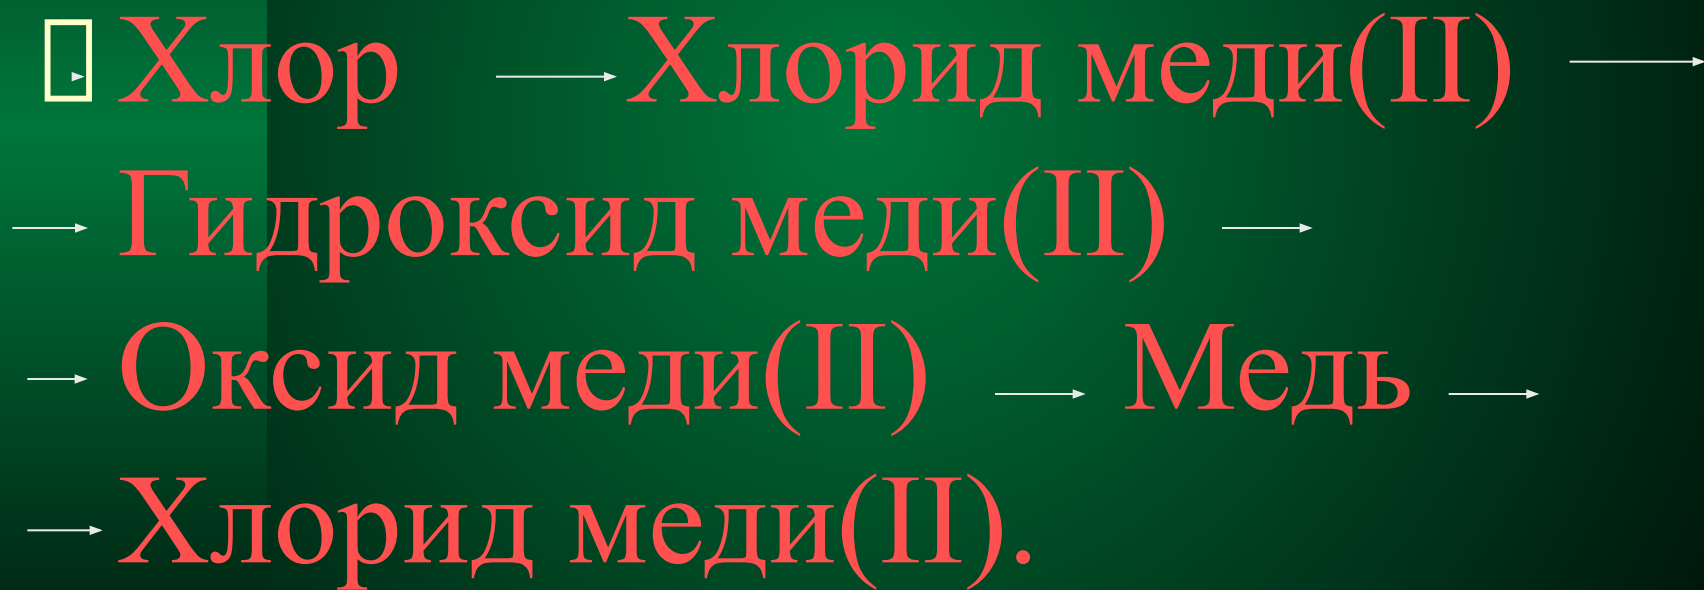 Хлор → Хлорид меди(II) →
→ Гидроксид меди(II) →
→ Оксид меди(II) → Медь →
→ Хлорид меди(II).